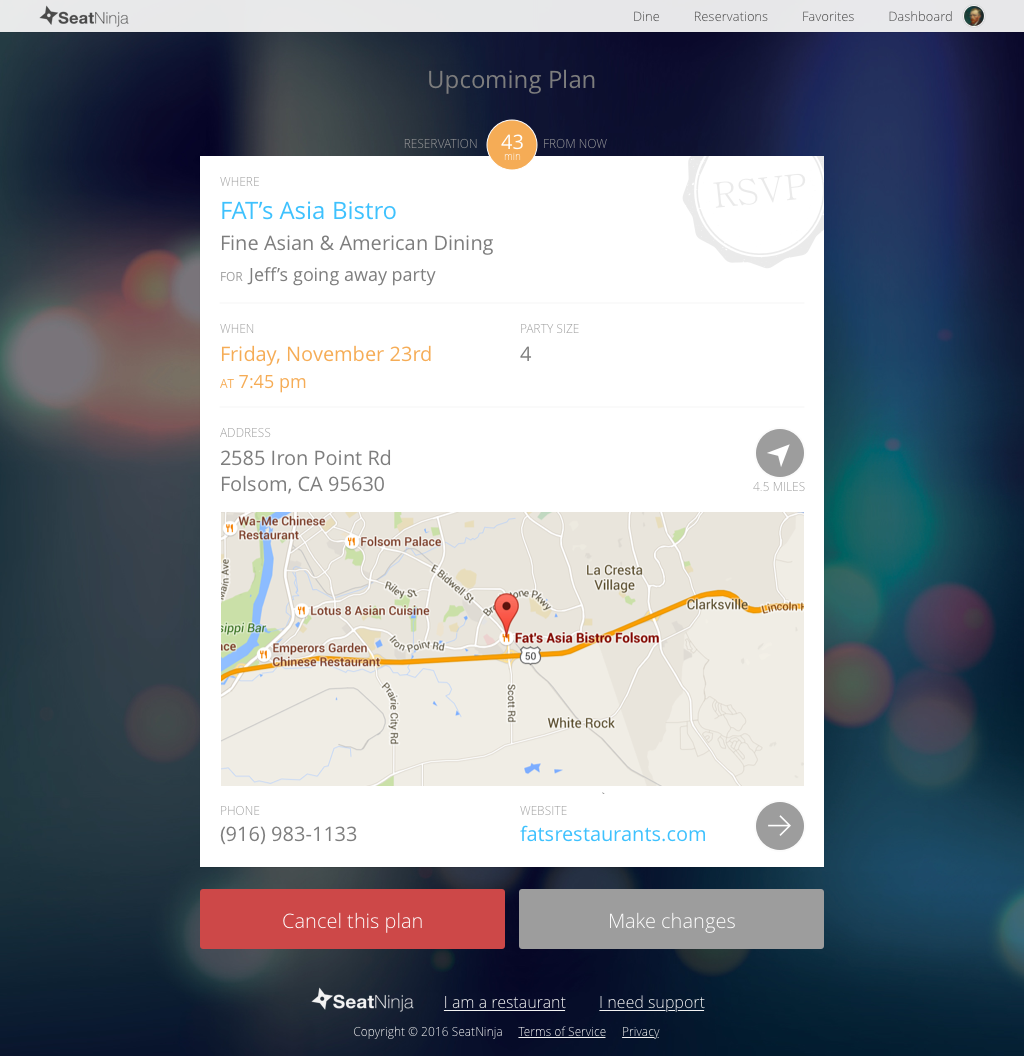 SeatNinja Dine Reservations Favorites Dashboard
Upcoming Plan
RESERVATION 43 min FROM NOW
RSVP
WHERE
FAT’s Asia Bistro
Fine Asian & American Dining
FOR Jeff’s going away party
WHEN
Friday, November 23rd
AT 7:45 pm
PARTY SIZE
4
ADDRESS
2585 Iron Point Rd
Folsom, CA 95630
4.5 MILES
Wa-Me Chinese
Restaurant
Folsom Palace
Main Ave
Riley St
E Bidwell St
La Cresta
Village
Clarksville
Lincoln H
Lotus 8 Asian Cuisine
Iron Point Rd
Fat's Asia Bistro Folsom
50
Emperors Garden
Chinese Restaurant
Prairie City Rd
Scott Rd
White Rock
PHONE
(916) 983-1133
WEBSITE
fatsrestaurants.com
Cancel this plan
Make changes
SeatNinja I am a restaurant I need support
Copyright © 2016 SeatNinja Terms of Service Privacy